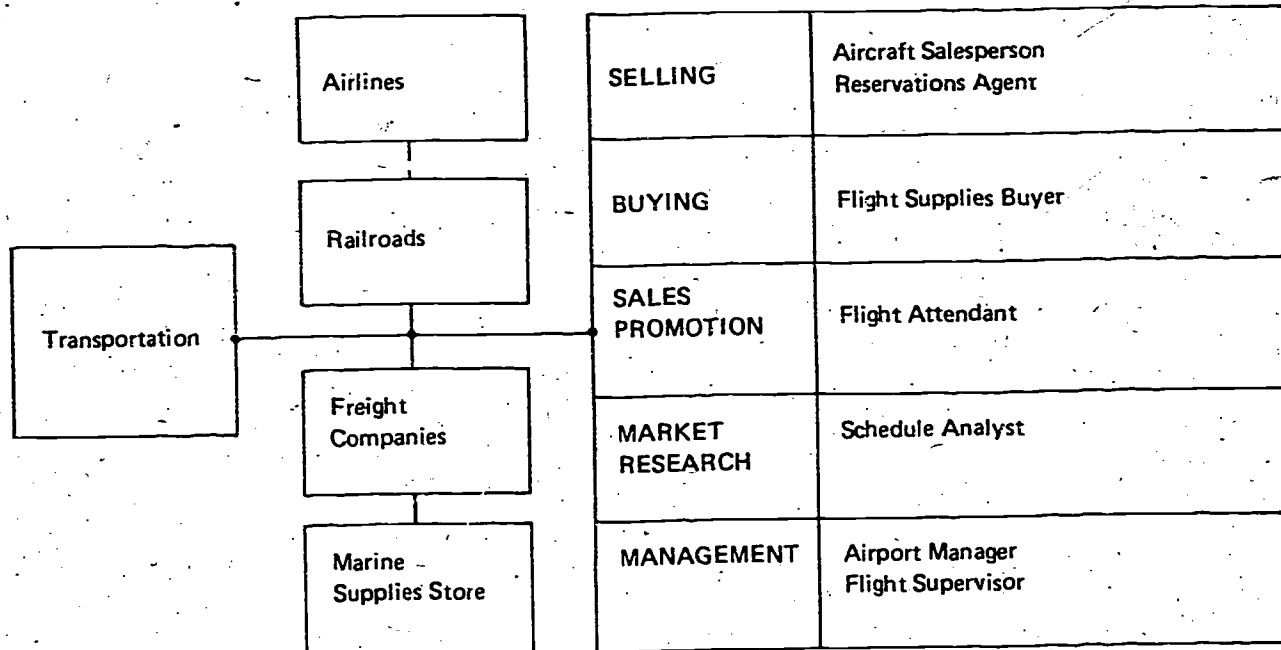 Transportation
Airlines
Railroads
Freight
Companies
Marine
Supplies Store
SELLING
Aircraft Salesperson
Reservations Agent
BUYING
Flight Supplies Buyer
SALES
PROMOTION
Flight Attendant
MARKET
RESEARCH
Schedule Analyst
MANAGEMENT
Airport Manager
Flight Supervisor